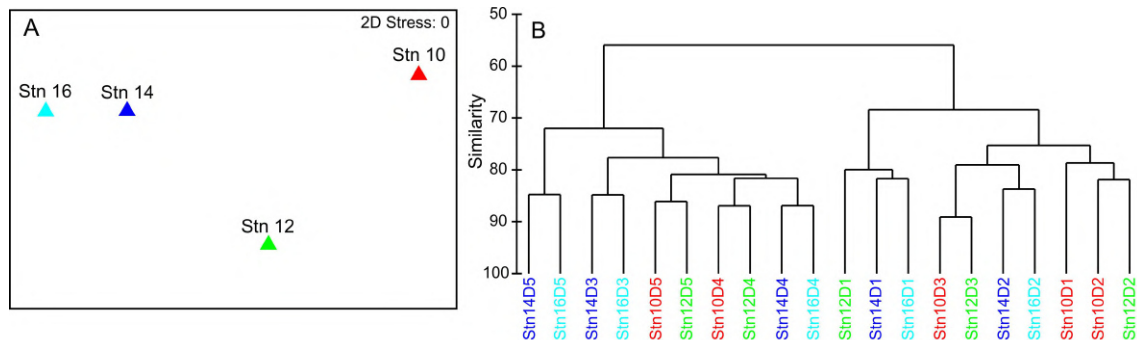 A
2D Stress: 0
Stn 10
Stn 16
Stn 14
Stn 12
B
Similarity
50
60
70
80
90
100
Stn14D5
Stn16D5
Stn14D3
Stn16D3
Stn10D5
Stn12D5
Stn10D4
Stn12D4
Stn14D4
Stn16D4
Stn12D1
Stn14D1
Stn16D1
Stn10D3
Stn12D3
Stn14D2
Stn16D2
Stn10D1
Stn10D2
Stn12D2